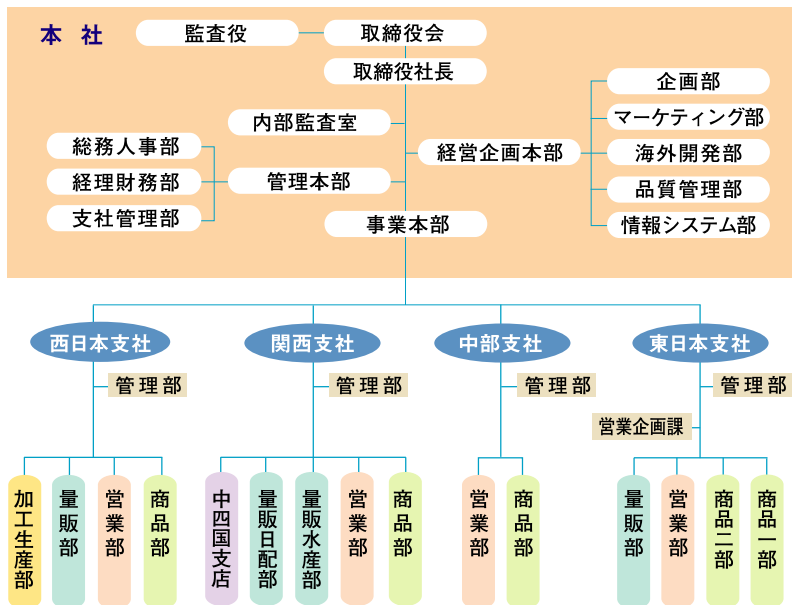 本社
監査役
取締役会
取締役社長
内部監査室
経営企画本部
企画部
マーケティング部
海外開発部
品質管理部
情報システム部
総務人事部
経理財務部
支社管理部
管理本部
事業本部
西日本支社
関西支社
中部支社
東日本支社
管理部
管理部
管理部
管理部
営業企画課
加工生産部
量販部
営業部
商品部
中四国支店
量販日配部
量販水産部
営業部
商品部
営業部
商品部
量販部
営業部
商品二部
商品一部